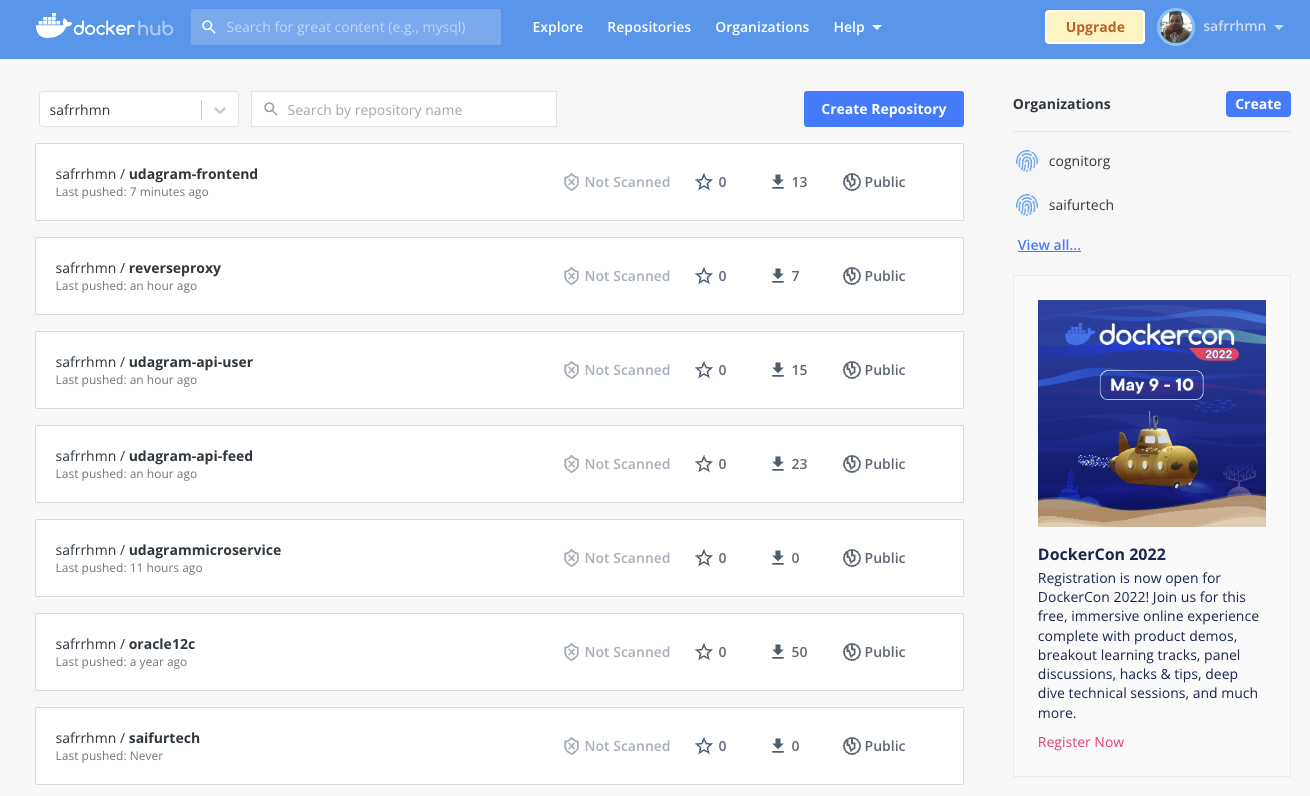 docker hub
Search for great content (e.g., mysql)
Explore
Repositories
Organizations
Help
Upgrade
safrrhmn
safrrhmn
Search by repository name
Create Repository
safrrhmn / udagram-frontend
Last pushed: 7 minutes ago
Not Scanned
0
13
Public
safrrhmn / reverseproxy
Last pushed: an hour ago
Not Scanned
0
7
Public
safrrhmn / udagram-api-user
Last pushed: an hour ago
Not Scanned
0
15
Public
safrrhmn / udagram-api-feed
Last pushed: an hour ago
Not Scanned
0
23
Public
safrrhmn / udagrammicroservice
Last pushed: 11 hours ago
Not Scanned
0
0
Public
safrrhmn / oracle12c
Last pushed: a year ago
Not Scanned
0
50
Public
safrrhmn / saifurtech
Last pushed: Never
Not Scanned
0
0
Public
Organizations
Create
cognitorg
saifurtech
View all...
dockercon
2022
May 9 - 10
DockerCon 2022
Registration is now open for
DockerCon 2022! Join us for this
free, immersive online experience
complete with product demos,
breakout learning tracks, panel
discussions, hacks & tips, deep
dive technical sessions, and much
more.
Register Now